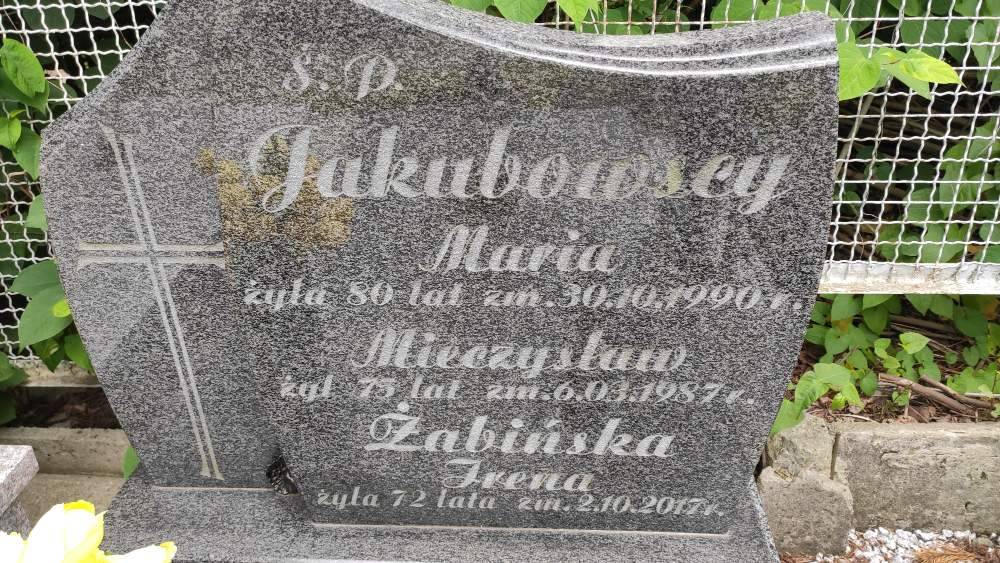 Ś. P.
Jakubowscy
Maria
żyła 80 lat zm. 30.10.1990 r.
Mieczysław
żył 75 lat zm. 6.03.1987 r.
Żabińska
Irena
żyła 72 lata zm. 2.10.2017 r.